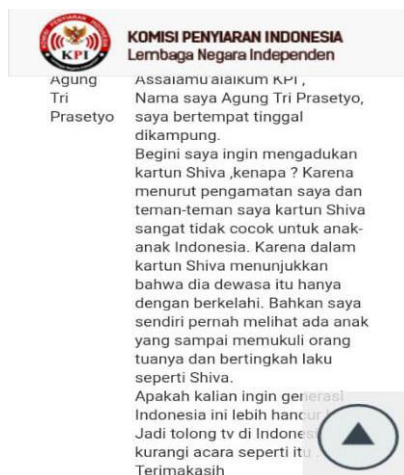 KPI
KOMISI PENYIARAN INDONESIA
Lembaga Negara Independen
Agung
Tri
Prasetyo
Assalamu'alaikum KPI ,
Nama saya Agung Tri Prasetyo,
saya bertempat tinggal
dikampung.
Begini saya ingin mengadukan
kartun Shiva ,kenapa ? Karena
menurut pengamatan saya dan
teman-teman saya kartun Shiva
sangat tidak cocok untuk anak-
anak Indonesia. Karena dalam
kartun Shiva menunjukkan
bahwa dia dewasa itu hanya
dengan berkelahi. Bahkan saya
sendiri pernah melihat ada anak
yang sampai memukuli orang
tuanya dan bertingkah laku
seperti Shiva.
Apakah kalian ingin generasi
Indonesia ini lebih hancur
Jadi tolong tv di Indonesi
kurangi acara seperti itu .
Terimakasih